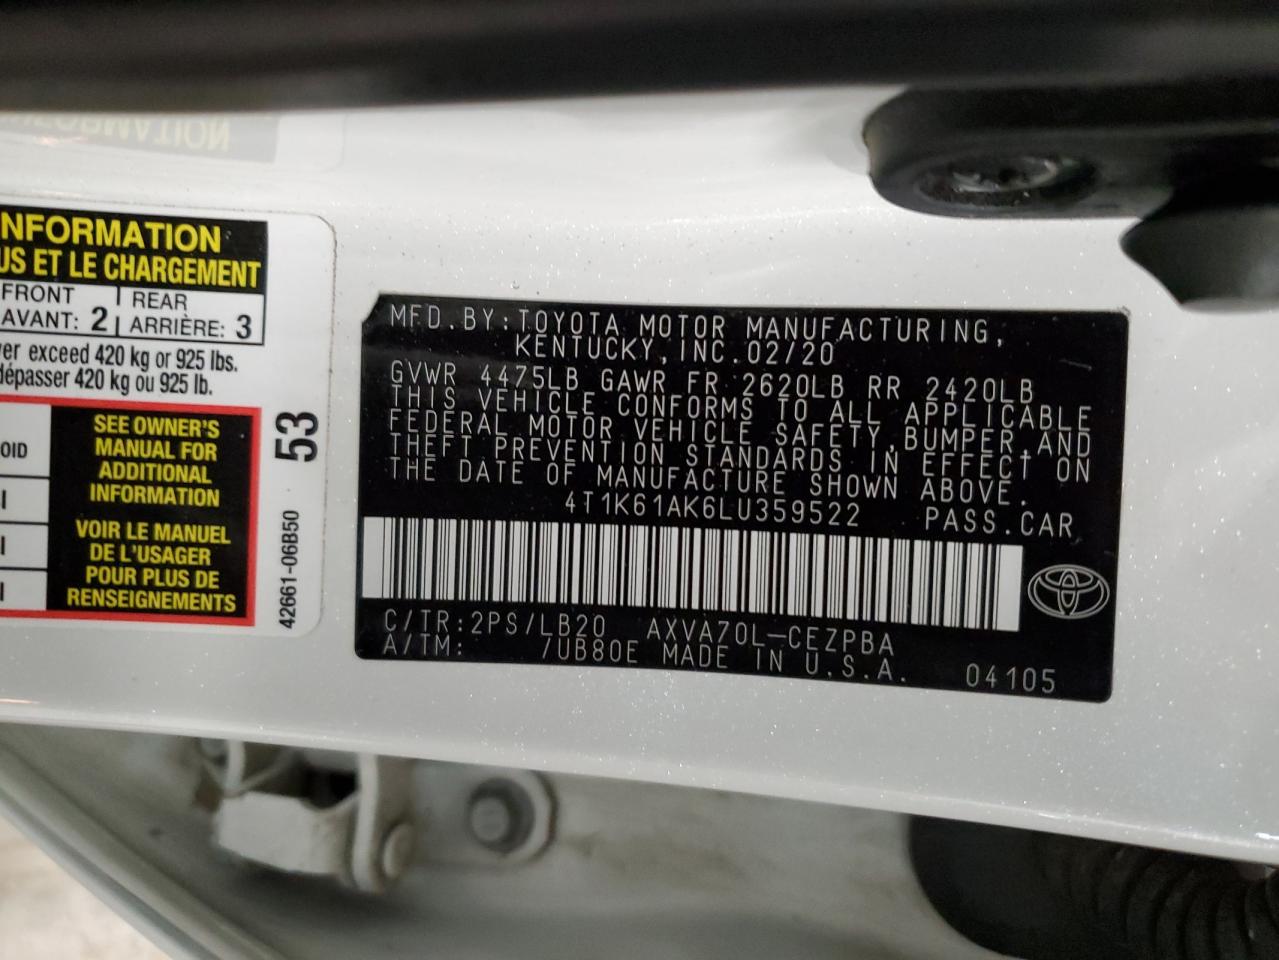 NFORMATION
US ET LE CHARGEMENT
FRONT
AVANT: 2
REAR
ARRIÈRE: 3
exceed 420 kg or 925 lbs.
dépasser 420 kg ou 925 lb.
OID
SEE OWNER'S
MANUAL FOR
ADDITIONAL
INFORMATION
VOIR LE MANUEL
DE L'USAGER
POUR PLUS DE
RENSEIGNEMENTS
53
42661-06B50
MFD.BY:TOYOTA MOTOR MANUFACTURING,
KENTUCKY,INC.02/20
GVWR 4475LB GAWR FR 2620LB RR 2420LB
THIS VEHICLE CONFORMS TO ALL APPLICABLE
FEDERAL MOTOR VEHICLE SAFETY,BUMPER,AND
THEFT PREVENTION STANDARDS IN EFFECT ON
THE DATE OF MANUFACTURE SHOWN ABOVE.
4T1K61AK6LU359522 PASS.CAR
C/TR:2PS/LB20 AXVA70L-CEZPBA
A/TM: /UB80E MADE IN U.S.A. 04105